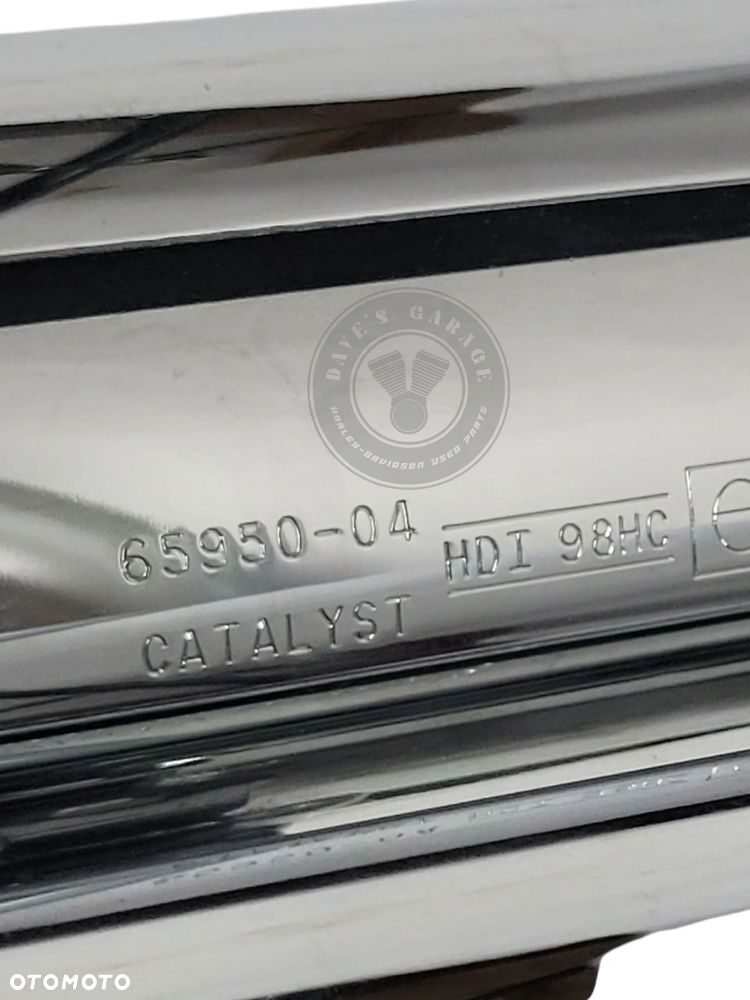 DAVE'S GARAGE
HARLEY-DAVIDSON USED PARTS
65950-04
HDI 98HC
e
CATALYST
OTOMOTO